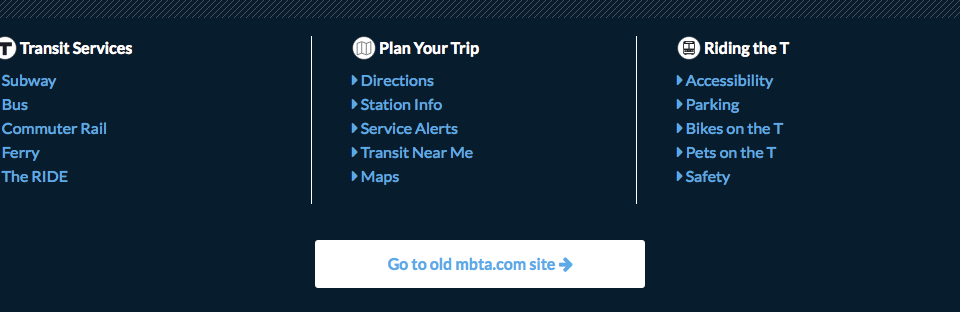 T Transit Services
Subway
Bus
Commuter Rail
Ferry
The RIDE
Plan Your Trip
Directions
Station Info
Service Alerts
Transit Near Me
Maps
Riding the T
Accessibility
Parking
Bikes on the T
Pets on the T
Safety
Go to old mbta.com site